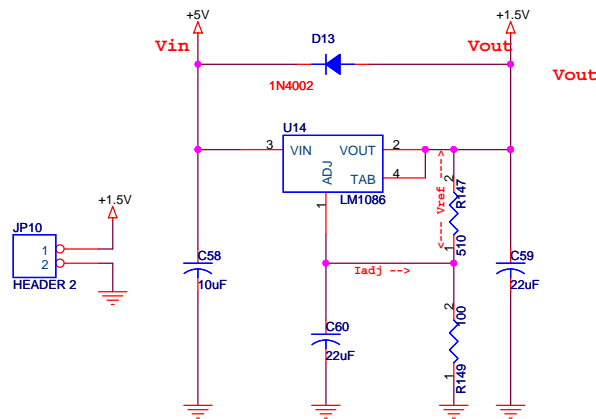 +5V
+1.5V
Vin
D13
Vout
Vout
1N4002
U14
3
VIN
VOUT
2
ADJ
TAB
4
1
LM1086
<--- Vref --->
2
R147
1
510
+1.5V
JP10
1
2
HEADER 2
C58
10uF
Iadj -->
C59
22uF
C60
22uF
2
100
1
R149